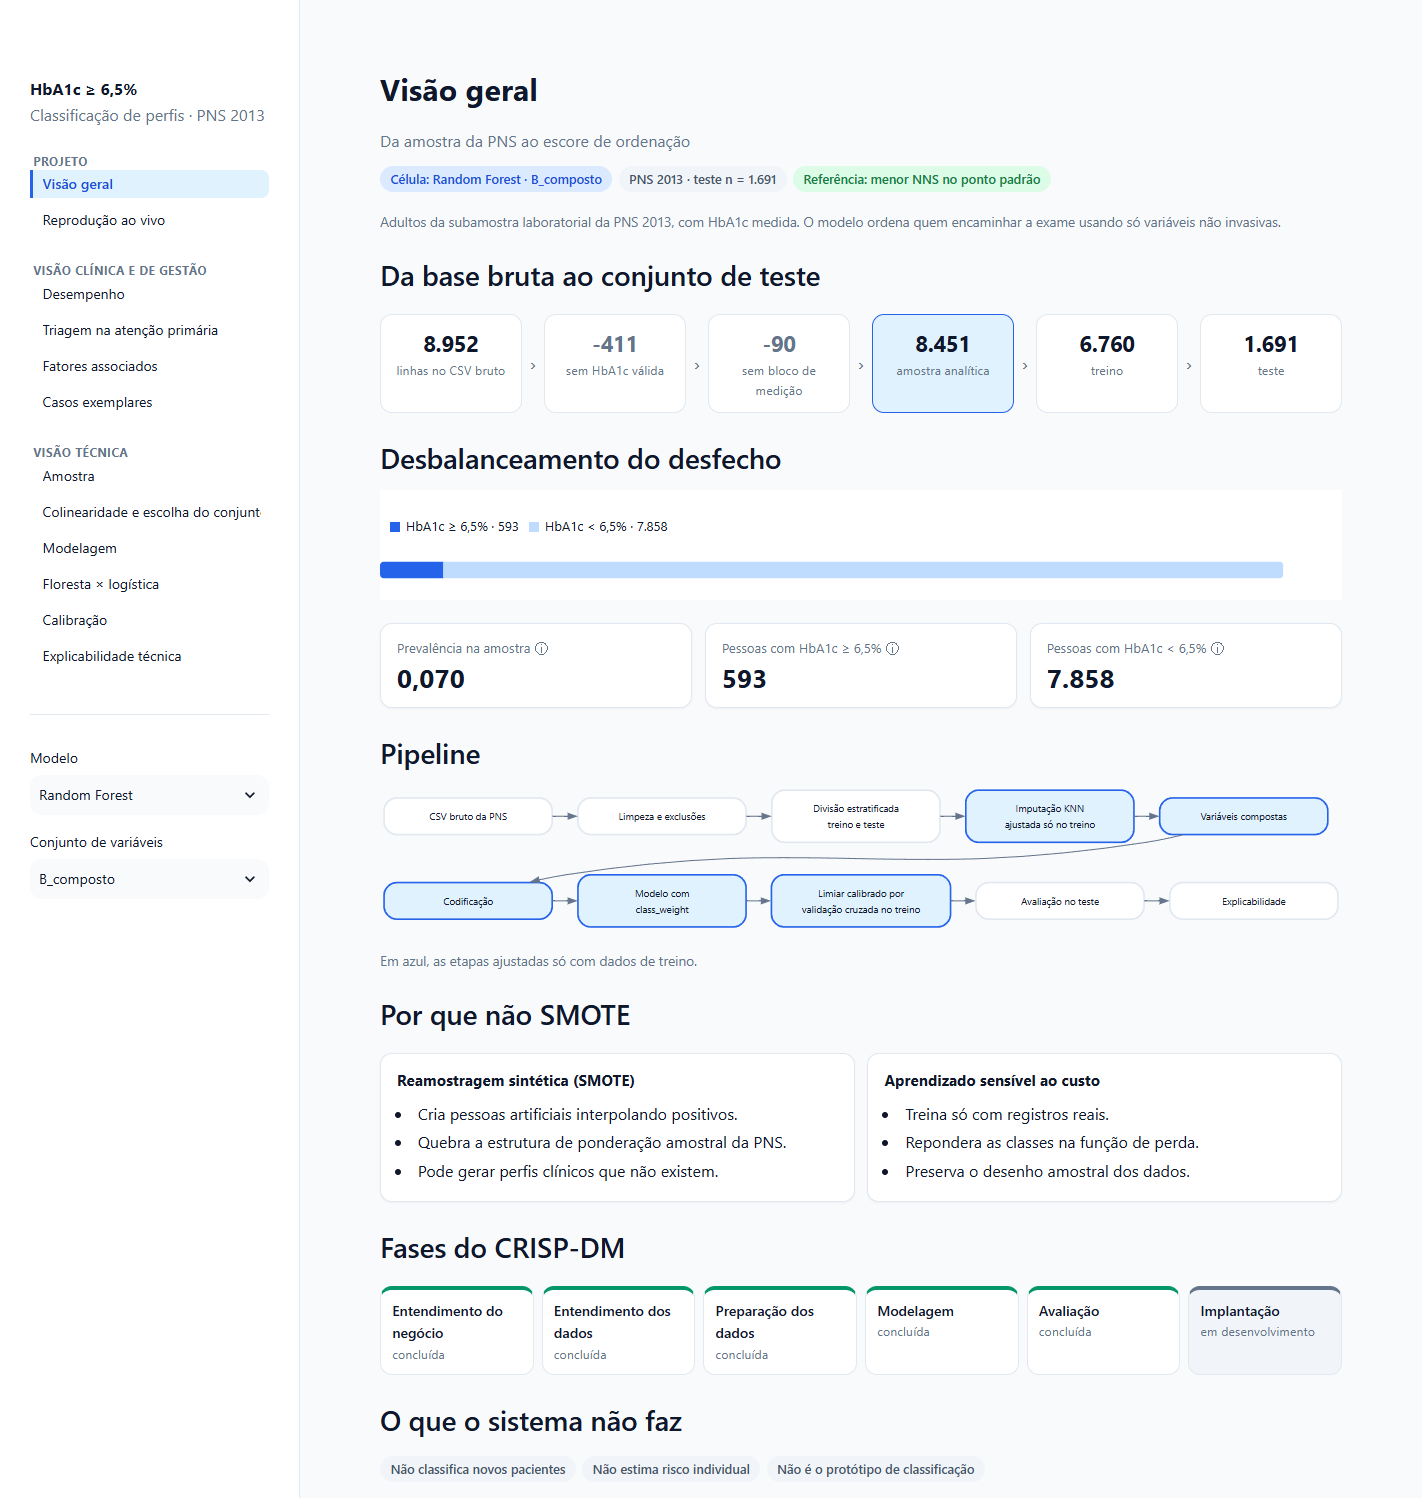 HbA1c ≥ 6,5%
Classificação de perfis · PNS 2013
PROJETO
Visão geral
Reprodução ao vivo
VISÃO CLÍNICA E DE GESTÃO
Desempenho
Triagem na atenção primária
Fatores associados
Casos exemplares
VISÃO TÉCNICA
Amostra
Colinearidade e escolha do conjunt
Modelagem
Floresta × logística
Calibração
Explicabilidade técnica
Modelo
Random Forest
Conjunto de variáveis
B_composto
Visão geral
Da amostra da PNS ao escore de ordenação
Célula: Random Forest · B_composto
PNS 2013 · teste n = 1.691
Referência: menor NNS no ponto padrão
Adultos da subamostra laboratorial da PNS 2013, com HbA1c medida. O modelo ordena quem encaminhar a exame usando só variáveis não invasivas.
Da base bruta ao conjunto de teste
8.952
linhas no CSV bruto
›
-411
sem HbA1c válida
›
-90
sem bloco de
medição
›
8.451
amostra analítica
›
6.760
treino
›
1.691
teste
Desbalanceamento do desfecho
HbA1c ≥ 6,5% · 593
HbA1c < 6,5% · 7.858
Prevalência na amostra ⓘ
0,070
Pessoas com HbA1c ≥ 6,5% ⓘ
593
Pessoas com HbA1c < 6,5% ⓘ
7.858
Pipeline
CSV bruto da PNS
Limpeza e exclusões
Divisão estratificada
treino e teste
Imputação KNN
ajustada só no treino
Variáveis compostas
Codificação
Modelo com
class_weight
Limiar calibrado por
validação cruzada no treino
Avaliação no teste
Explicabilidade
Em azul, as etapas ajustadas só com dados de treino.
Por que não SMOTE
Reamostragem sintética (SMOTE)
• Cria pessoas artificiais interpolando positivos.
• Quebra a estrutura de ponderação amostral da PNS.
• Pode gerar perfis clínicos que não existem.
Aprendizado sensível ao custo
• Treina só com registros reais.
• Repondera as classes na função de perda.
• Preserva o desenho amostral dos dados.
Fases do CRISP-DM
Entendimento do
negócio
concluída
Entendimento dos
dados
concluída
Preparação dos
dados
concluída
Modelagem
concluída
Avaliação
concluída
Implantação
em desenvolvimento
O que o sistema não faz
Não classifica novos pacientes
Não estima risco individual
Não é o protótipo de classificação